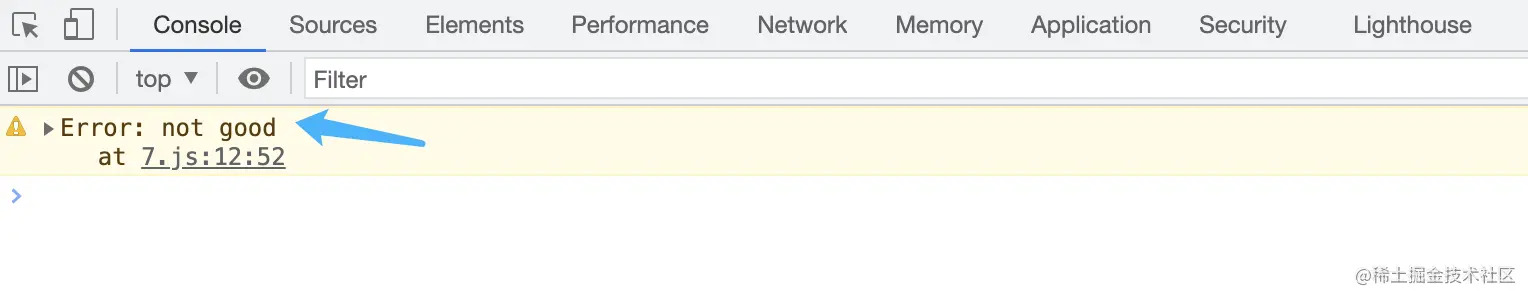 Console Sources Elements Performance Network Memory Application Security Lighthouse
top Filter
Error: not good
at 7.js:12:52
@稀土掘金技术社区